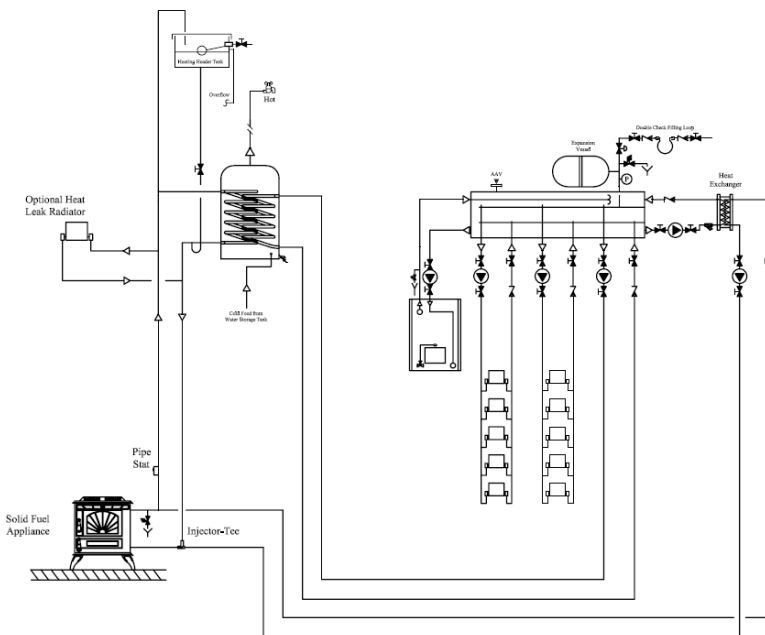 Heating Header Tank
Overflow
Hot
Double Check Filling Loop
Expansion
Vessel
AAV
P
Heat
Exchanger
Optional Heat
Leak Radiator
Cold Feed from
Water Storage Tank
Pipe
Stat
Solid Fuel
Appliance
Injector-Tee